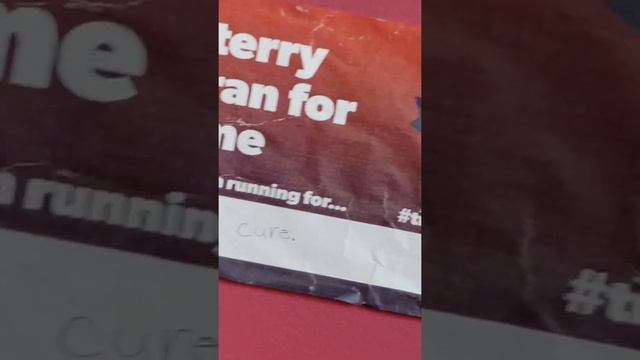 terry
ran for
me
running for...
#t
cure.